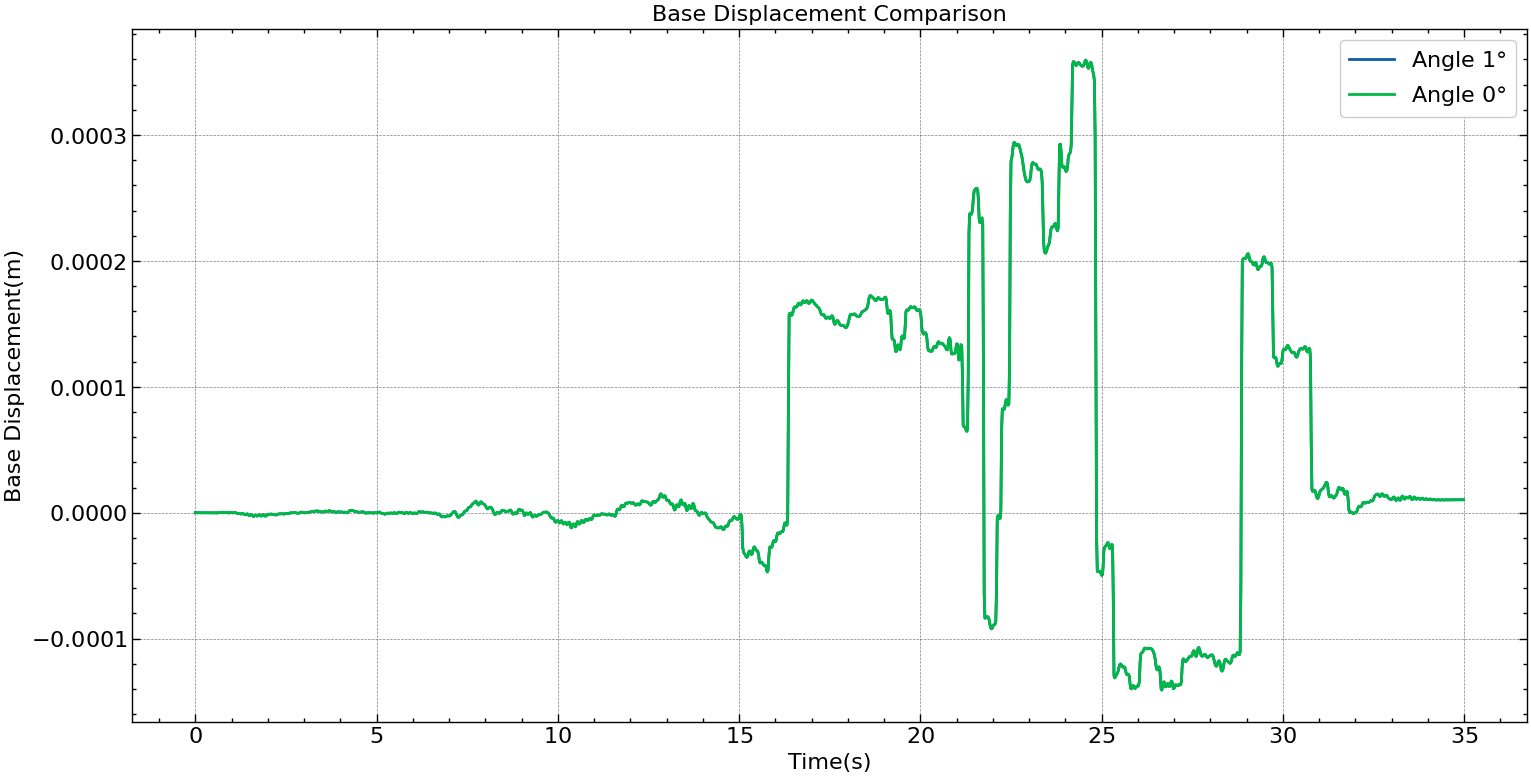 Base Displacement Comparison
Angle 1°
Angle 0°
Base Displacement(m)
0.0003
0.0002
0.0001
0.0000
−0.0001
0 5 10 15 20 25 30 35
Time(s)